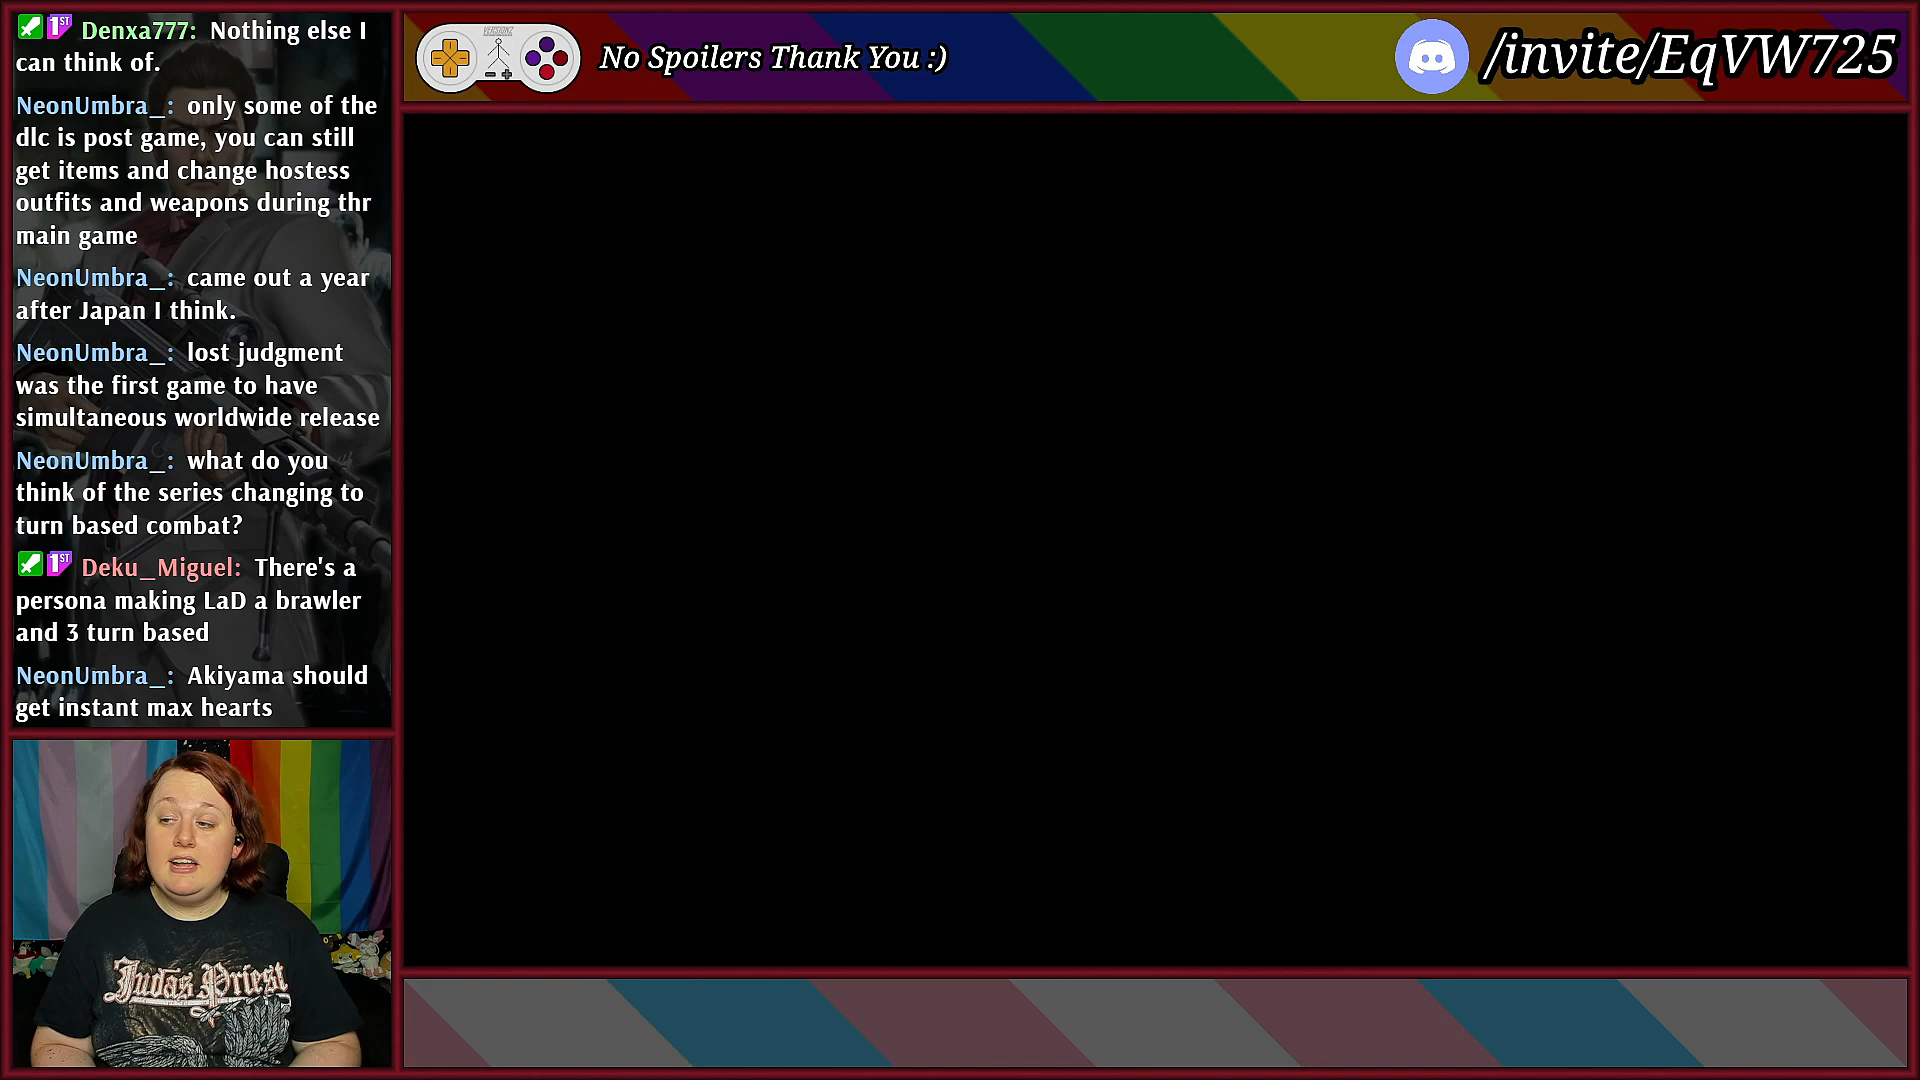 1ST Denxa777: Nothing else I
can think of.
NeonUmbra_: only some of the
dlc is post game, you can still
get items and change hostess
outfits and weapons during thr
main game
NeonUmbra_: came out a year
after Japan I think.
NeonUmbra_: lost judgment
was the first game to have
simultaneous worldwide release
NeonUmbra_: what do you
think of the series changing to
turn based combat?
1ST Deku_Miguel: There's a
persona making LaD a brawler
and 3 turn based
NeonUmbra_: Akiyama should
get instant max hearts
No Spoilers Thank You :)
/invite/EqVW725
Judas Priest